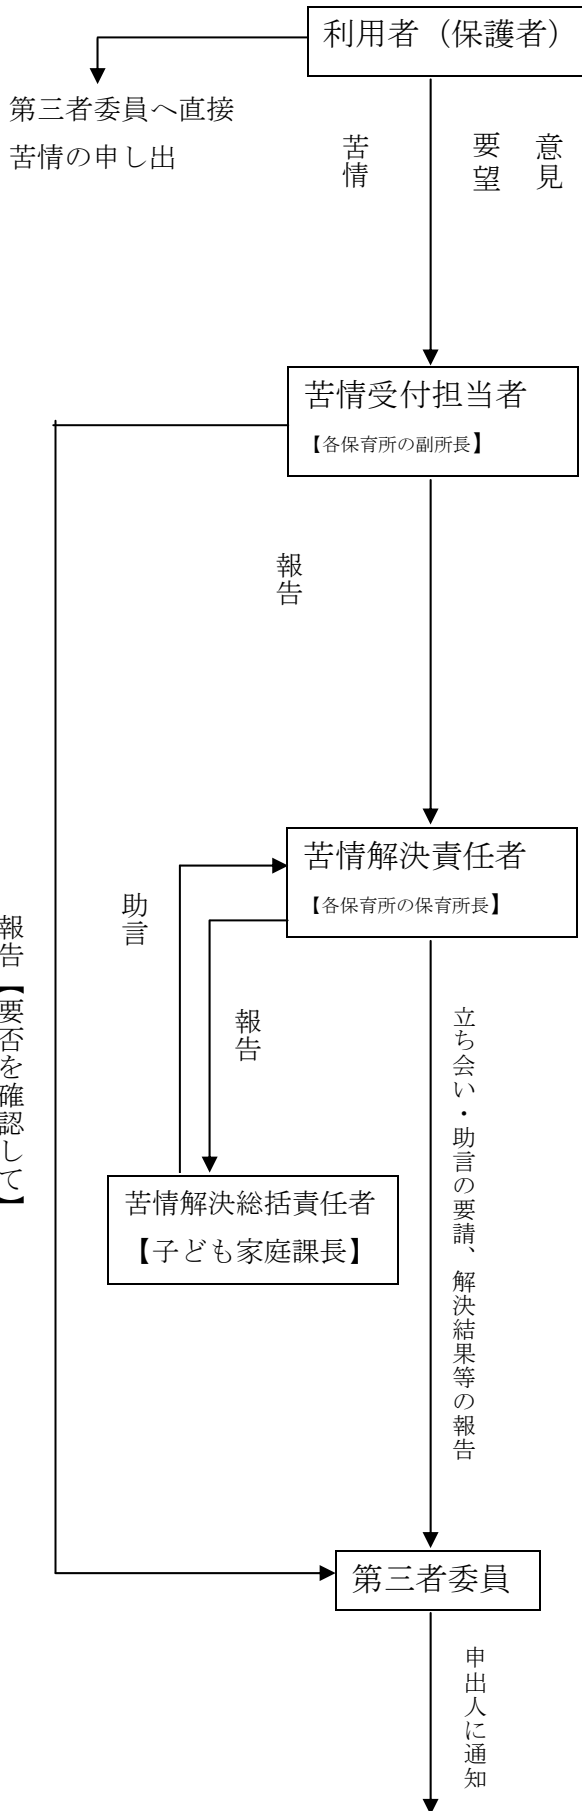 利用者（保護者）
第三者委員へ直接
苦情の申し出
苦情
要望
意見
苦情受付担当者
【各保育所の副所長】
報告
苦情解決責任者
【各保育所の保育所長】
助言
報告
報告【要否を確認して】
立ち会い・助言の要請、解決結果等の報告
苦情解決総括責任者
【子ども家庭課長】
第三者委員
申出人に通知